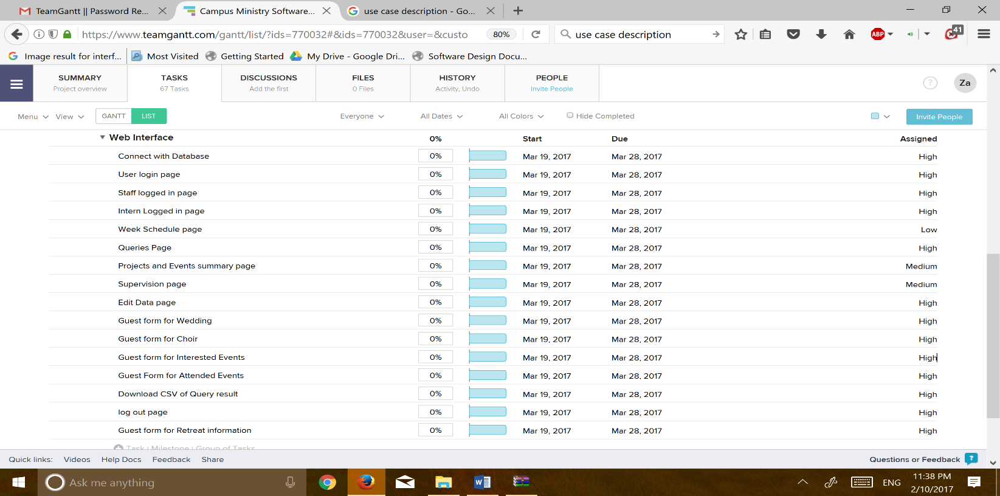 TeamGantt || Password Re...
Campus Ministry Software...
use case description - Go...
https://www.teamgantt.com/gantt/list/?ids=770032#&ids=770032&user=&custo
80%
use case description
ABP
41
Image result for interf...
Most Visited
Getting Started
My Drive - Google Dri...
Software Design Docu...
SUMMARY
Project overview
TASKS
67 Tasks
DISCUSSIONS
Add the first
FILES
0 Files
HISTORY
Activity, Undo
PEOPLE
Invite People
?
Za
Menu
View
GANTT
LIST
Everyone
All Dates
All Colors
Hide Completed
Invite People
Web Interface 0% Start Due Assigned
Connect with Database 0% Mar 19, 2017 Mar 28, 2017 High
User login page 0% Mar 19, 2017 Mar 28, 2017 High
Staff logged in page 0% Mar 19, 2017 Mar 28, 2017 High
Intern Logged in page 0% Mar 19, 2017 Mar 28, 2017 High
Week Schedule page 0% Mar 19, 2017 Mar 28, 2017 Low
Queries Page 0% Mar 19, 2017 Mar 28, 2017 High
Projects and Events summary page 0% Mar 19, 2017 Mar 28, 2017 Medium
Supervision page 0% Mar 19, 2017 Mar 28, 2017 Medium
Edit Data page 0% Mar 19, 2017 Mar 28, 2017 High
Guest form for Wedding 0% Mar 19, 2017 Mar 28, 2017 High
Guest form for Choir 0% Mar 19, 2017 Mar 28, 2017 High
Guest form for Interested Events 0% Mar 19, 2017 Mar 28, 2017 High
Guest Form for Attended Events 0% Mar 19, 2017 Mar 28, 2017 High
Download CSV of Query result 0% Mar 19, 2017 Mar 28, 2017 High
log out page 0% Mar 19, 2017 Mar 28, 2017 High
Guest form for Retreat information 0% Mar 19, 2017 Mar 28, 2017 High
Task | Milestone | Group of Tasks
Quick links: Videos Help Docs Feedback Share
Questions or Feedback ?
Ask me anything
ENG
11:38 PM
2/10/2017